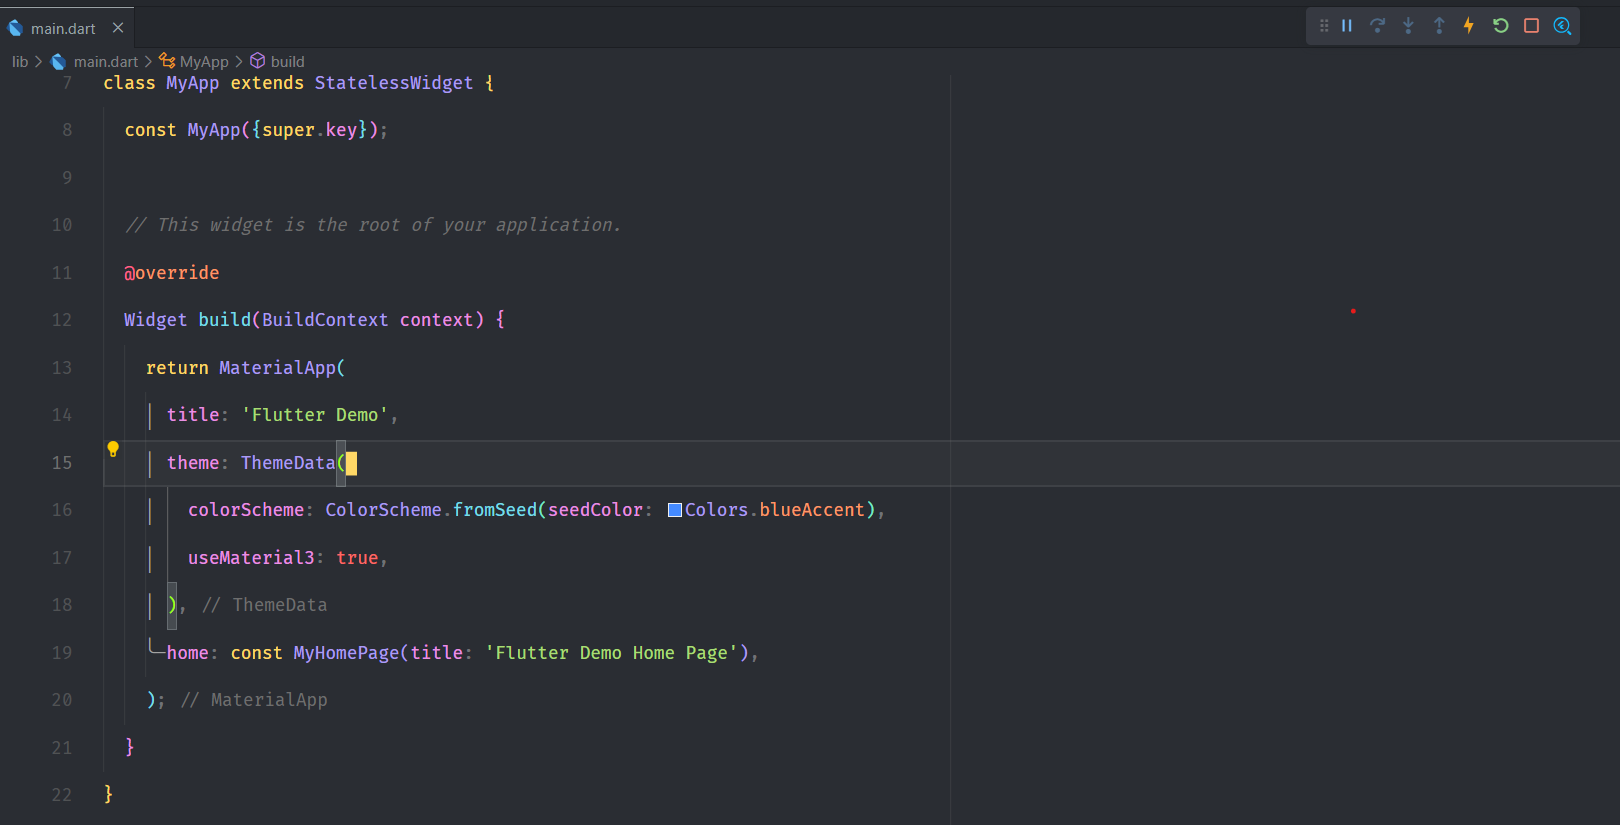 main.dart
lib > main.dart > MyApp > build
7 class MyApp extends StatelessWidget {
8 const MyApp({super.key});
9
10 // This widget is the root of your application.
11 @override
12 Widget build(BuildContext context) {
13 return MaterialApp(
14 title: 'Flutter Demo',
15 theme: ThemeData(
16 colorScheme: ColorScheme.fromSeed(seedColor: Colors.blueAccent),
17 useMaterial3: true,
18 ), // ThemeData
19 home: const MyHomePage(title: 'Flutter Demo Home Page'),
20 ); // MaterialApp
21 }
22 }